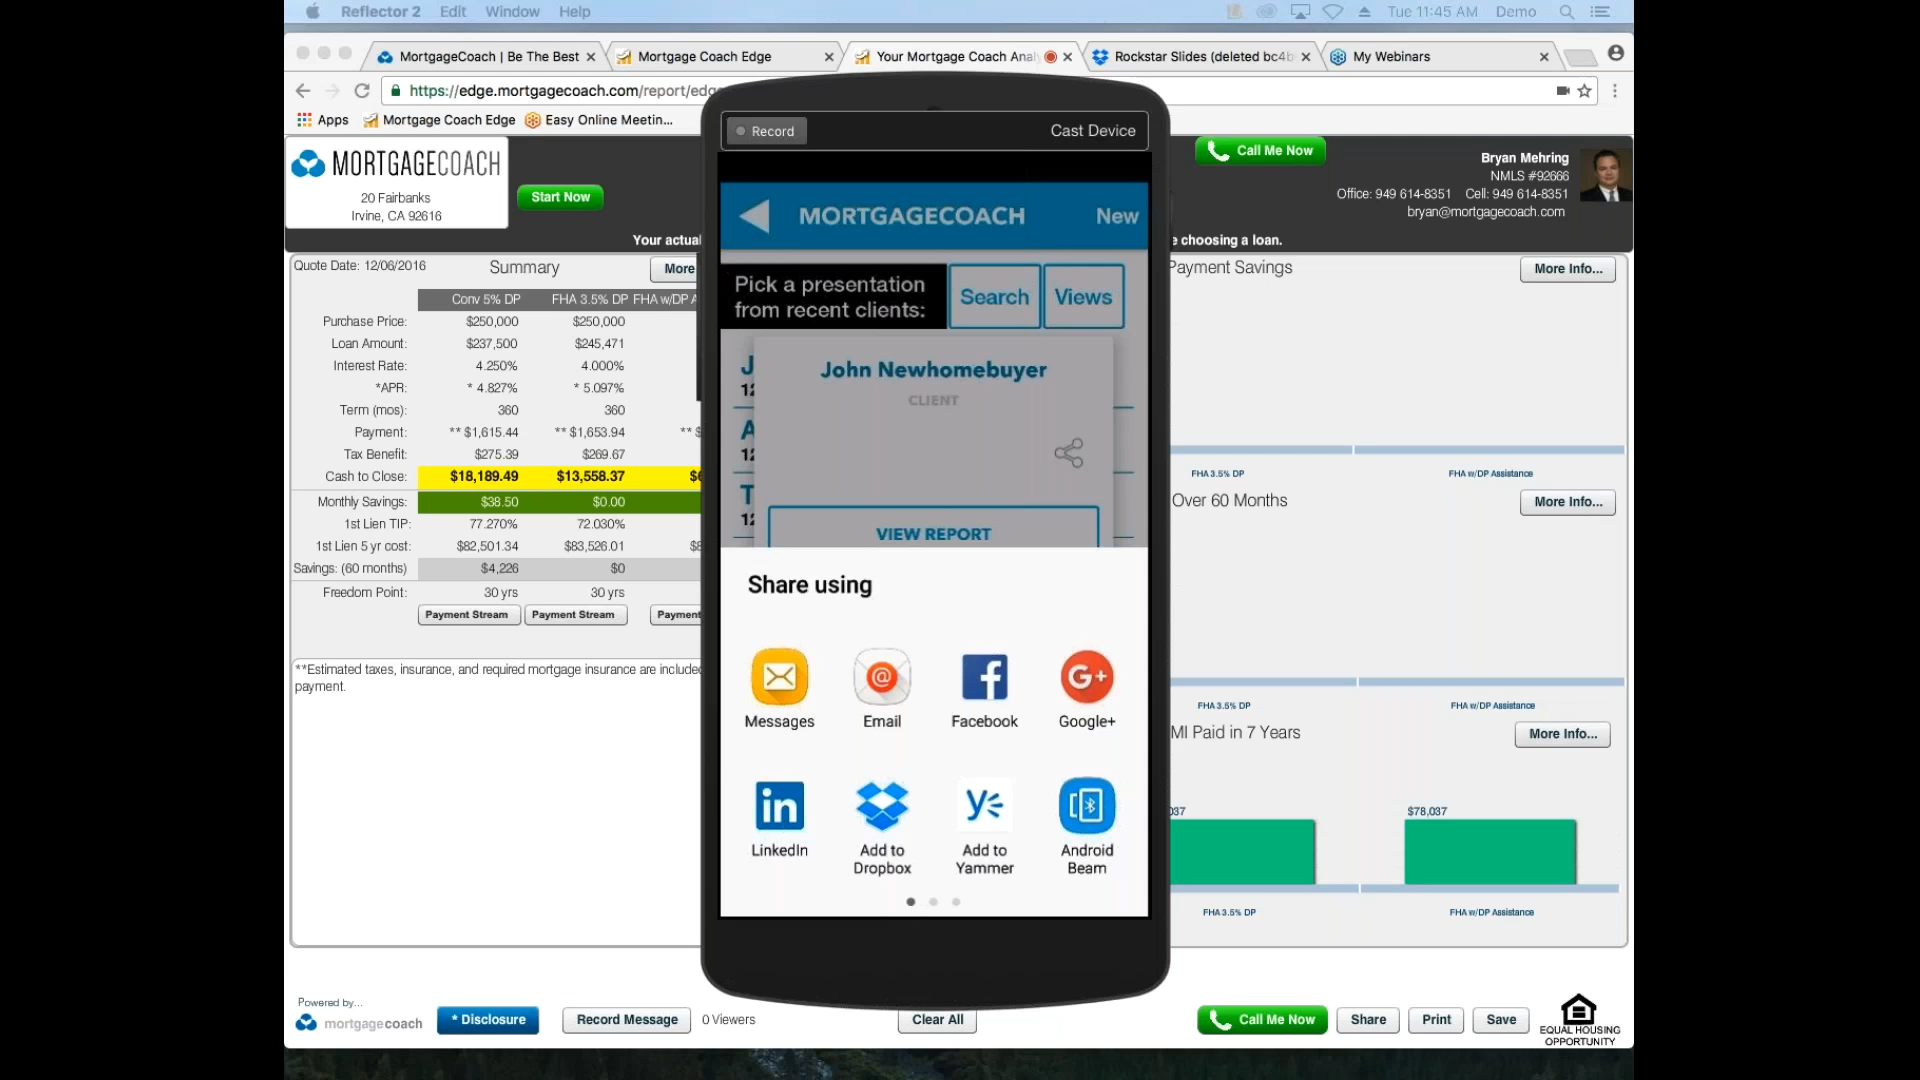 Reflector 2 Edit Window Help
Tue 11:45 AM Demo
MortgageCoach | Be The Best
Mortgage Coach Edge
Your Mortgage Coach Anal
Rockstar Slides (deleted bc4b
My Webinars
https://edge.mortgagecoach.com/report/edg
Apps
Mortgage Coach Edge
Easy Online Meetin...
MORTGAGECOACH
20 Fairbanks
Irvine, CA 92616
Start Now
Call Me Now
Bryan Mehring
NMLS #92666
Office: 949 614-8351 Cell: 949 614-8351
bryan@mortgagecoach.com
Your actual
e choosing a loan.
Quote Date: 12/06/2016
Summary
More
Conv 5% DP FHA 3.5% DP FHA w/DP A
Purchase Price: $250,000 $250,000
Loan Amount: $237,500 $245,471
Interest Rate: 4.250% 4.000%
*APR: * 4.827% * 5.097%
Term (mos): 360 360
Payment: ** $1,615.44 ** $1,653.94 ** $
Tax Benefit: $275.39 $269.67
Cash to Close: $18,189.49 $13,558.37
Monthly Savings: $38.50 $0.00
1st Lien TIP: 77.270% 72.030%
1st Lien 5 yr cost: $82,501.34 $83,526.01
Savings: (60 months) $4,226 $0
Freedom Point: 30 yrs 30 yrs
Payment Stream Payment Stream Payment
**Estimated taxes, insurance, and required mortgage insurance are included
payment.
Record
Cast Device
MORTGAGECOACH
New
Pick a presentation
from recent clients:
Search
Views
J
12
A
12
T
12
John Newhomebuyer
CLIENT
VIEW REPORT
Share using
Messages
Email
Facebook
Google+
LinkedIn
Add to
Dropbox
Add to
Yammer
Android
Beam
Payment Savings
More Info...
FHA 3.5% DP
FHA w/DP Assistance
Over 60 Months
More Info...
FHA 3.5% DP
FHA w/DP Assistance
MI Paid in 7 Years
More Info...
037
$78,037
FHA 3.5% DP
FHA w/DP Assistance
Powered by...
mortgagecoach
* Disclosure
Record Message
0 Viewers
Clear All
Call Me Now
Share
Print
Save
EQUAL HOUSING
OPPORTUNITY